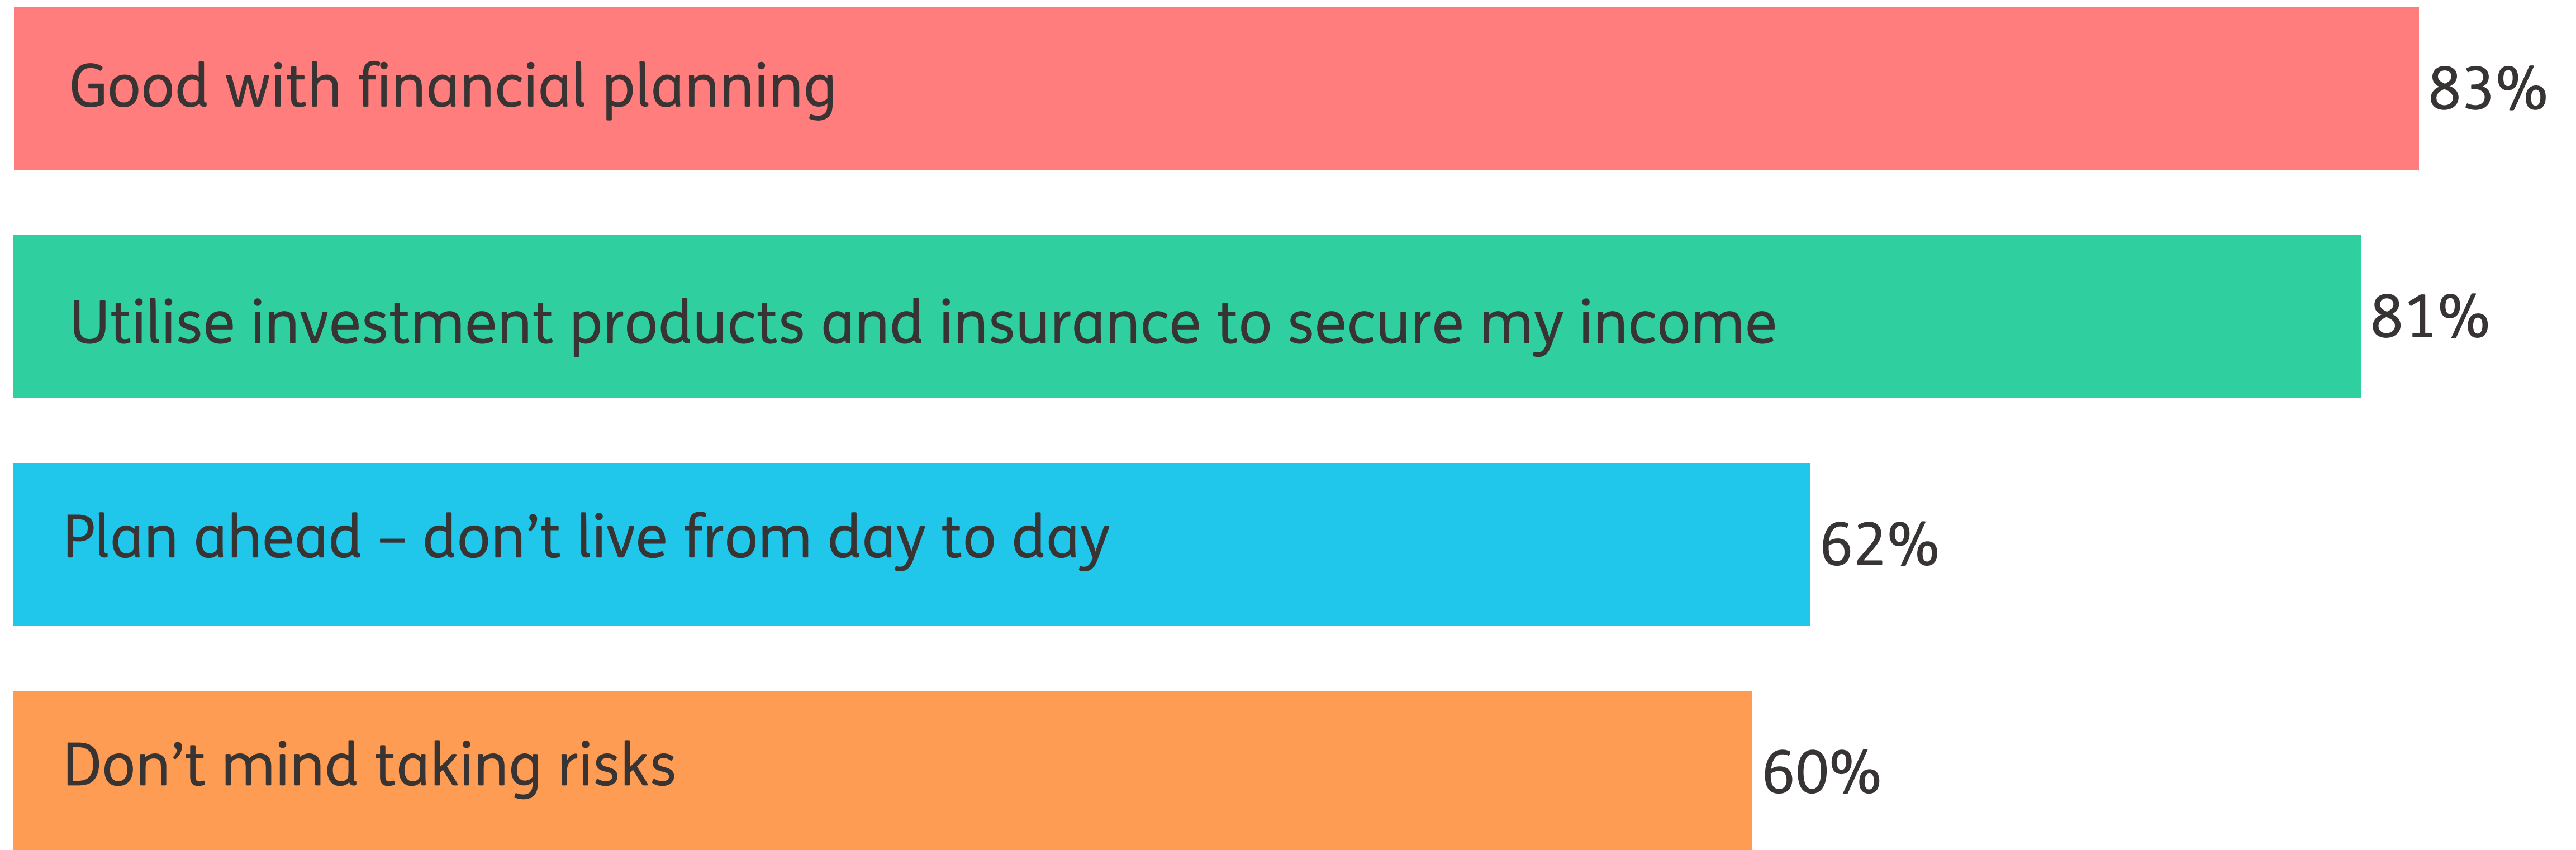 Good with financial planning 83%
Utilise investment products and insurance to secure my income 81%
Plan ahead – don’t live from day to day 62%
Don’t mind taking risks 60%